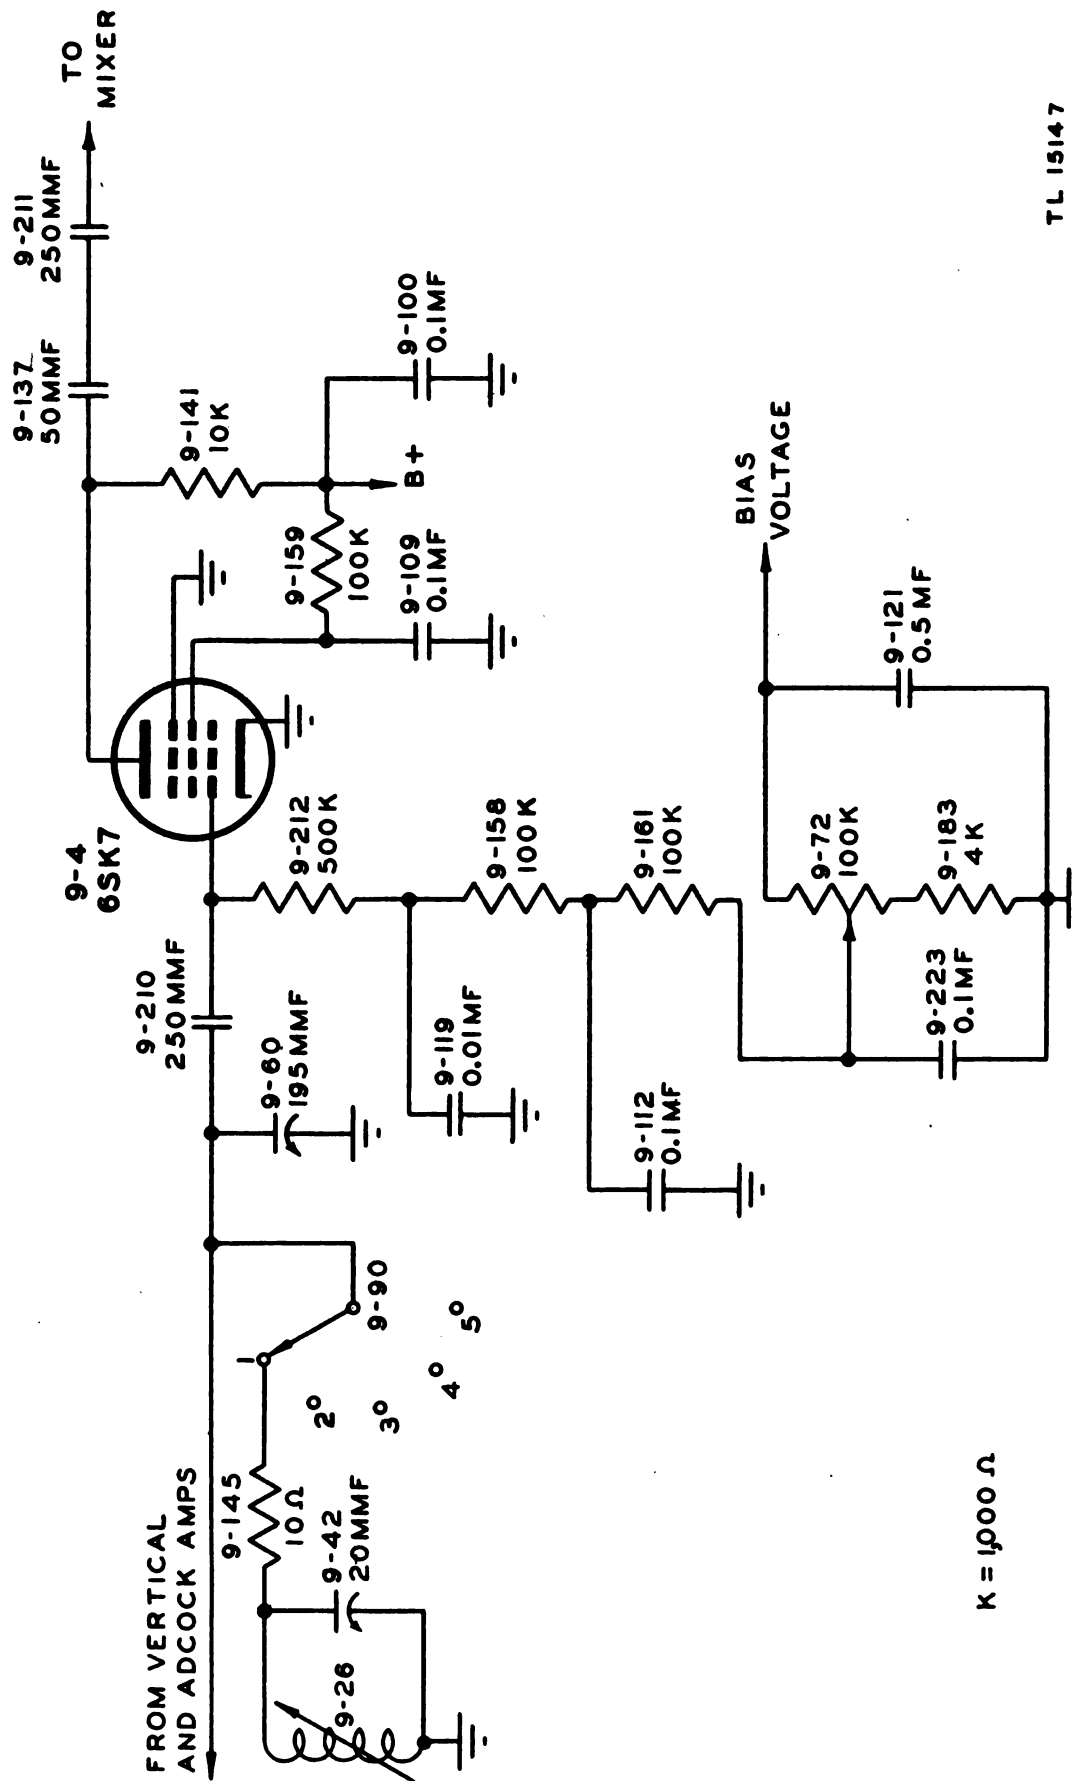 FROM VERTICAL
AND ADCOCK AMPS
9-26
9-42
20MMF
9-145
10Ω
1
2
3
4
5
9-90
9-60
195MMF
9-210
250MMF
9-4
6SK7
9-137
50MMF
9-211
250MMF
TO
MIXER
9-141
10K
9-159
100K
9-109
0.1MF
9-100
0.1MF
B+
9-212
500K
9-119
0.01MF
9-158
100K
9-112
0.1MF
9-161
100K
BIAS
VOLTAGE
9-72
100K
9-183
4K
9-121
0.5MF
9-223
0.1MF
K = 1,000 Ω
TL 15147